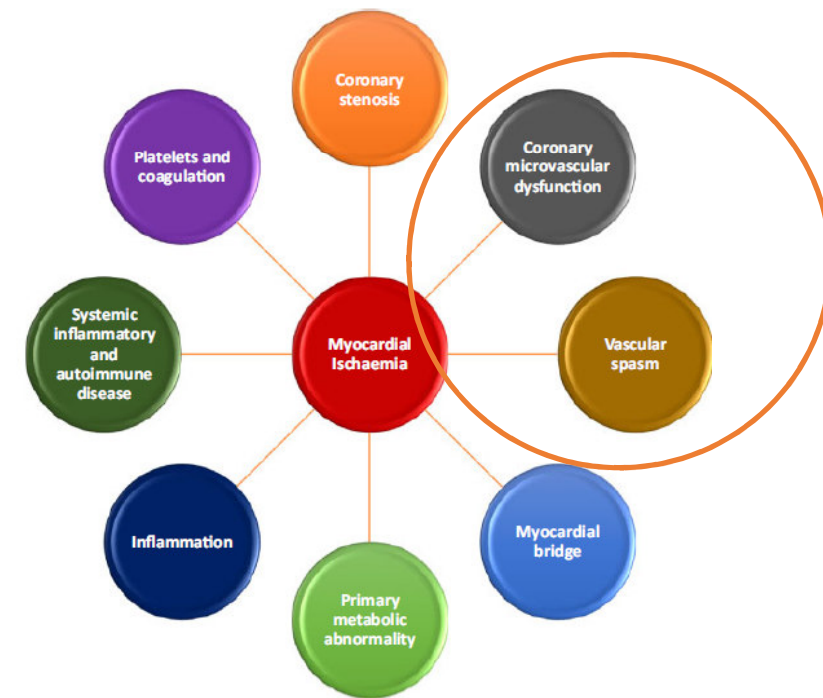 Coronary
stenosis
Platelets and
coagulation
Coronary
microvascular
dysfunction
Systemic
inflammatory
and
autoimmune
disease
Myocardial
Ischaemia
Vascular
spasm
Inflammation
Myocardial
bridge
Primary
metabolic
abnormality